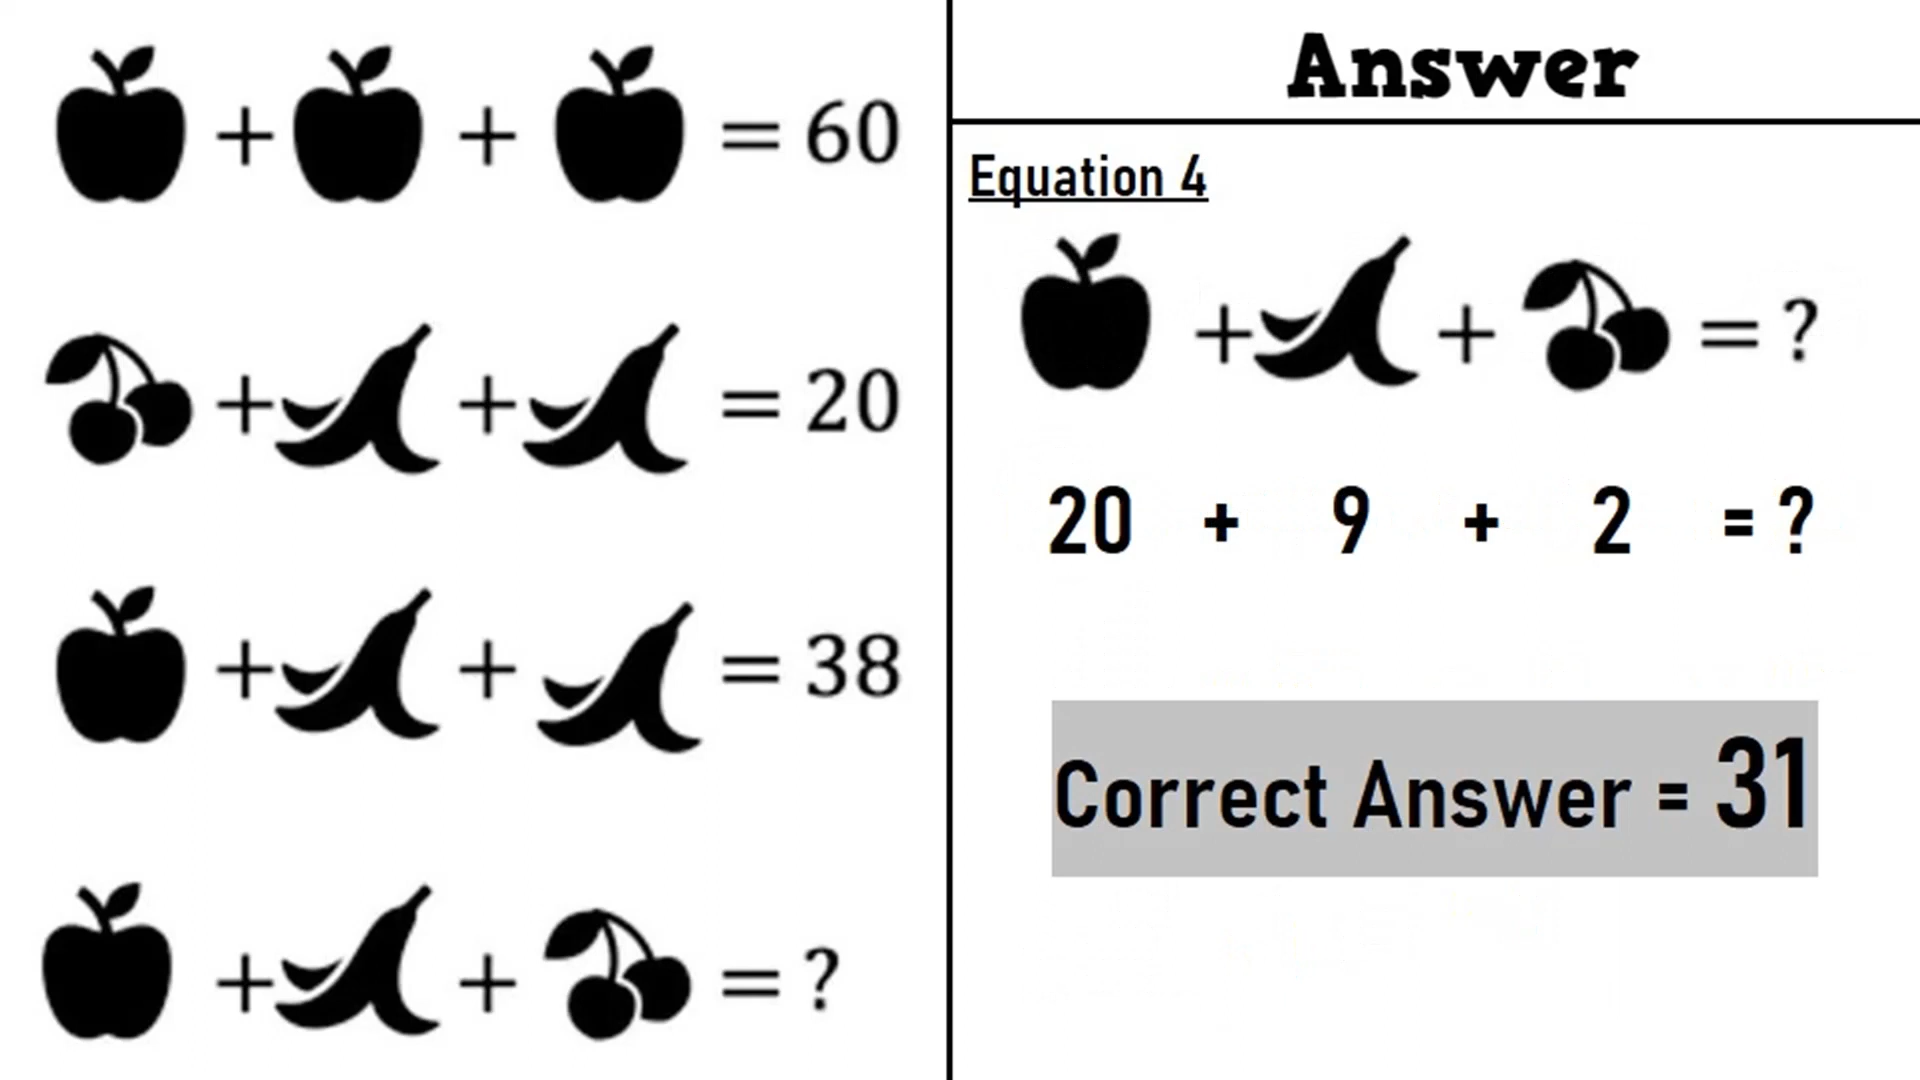 + + = 60
+ + = 20
+ + = 38
+ + = ?
Answer
Equation 4
+ + = ?
20 + 9 + 2 = ?
Correct Answer = 31